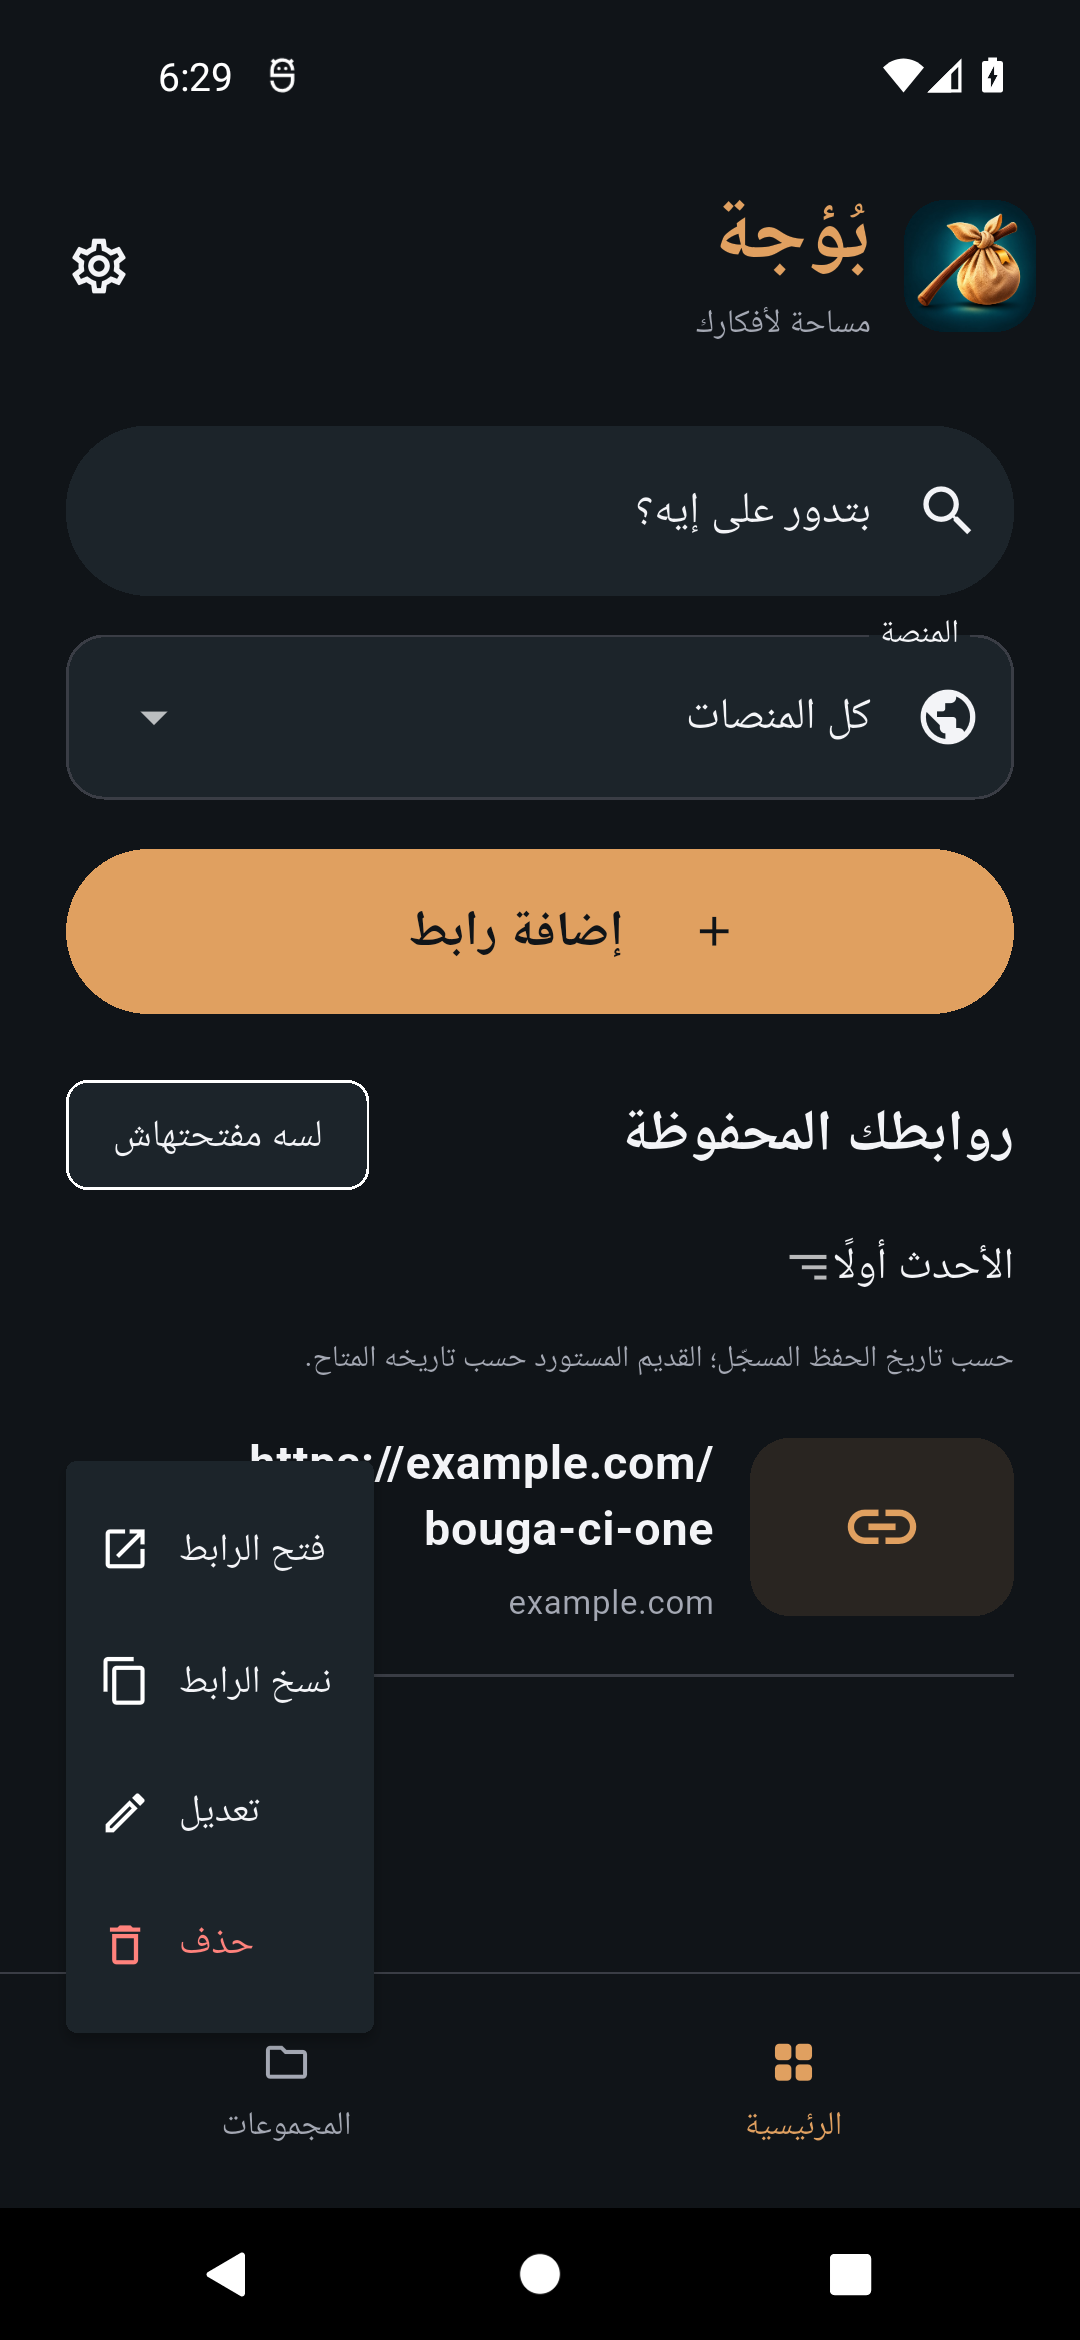 6:29
بُؤجة
مساحة لأفكارك
بتدور على إيه؟
المنصة
كل المنصات
إضافة رابط
روابطك المحفوظة
لسه مفتحتهاش
الأحدث أولًا
حسب تاريخ الحفظ المسجّل؛ القديم المستورد حسب تاريخه المتاح.
https://example.com/
bouga-ci-one
example.com
فتح الرابط
نسخ الرابط
تعديل
حذف
الرئيسية
المجموعات